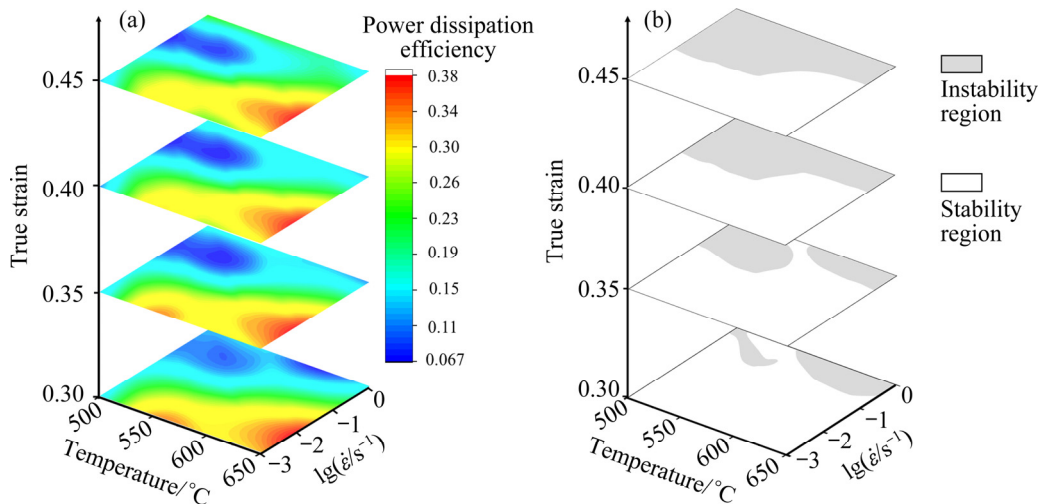 (a)
Power dissipation
efficiency
0.38
0.34
0.30
0.26
0.23
0.19
0.15
0.11
0.067
True strain
0.45
0.40
0.35
0.30
500
550
600
650
Temperature/°C
−3
−2
−1
0
lg(ε̇/s⁻¹)
(b)
True strain
0.45
0.40
0.35
0.30
500
550
600
650
Temperature/°C
−3
−2
−1
0
lg(ε̇/s⁻¹)
Instability
region
Stability
region